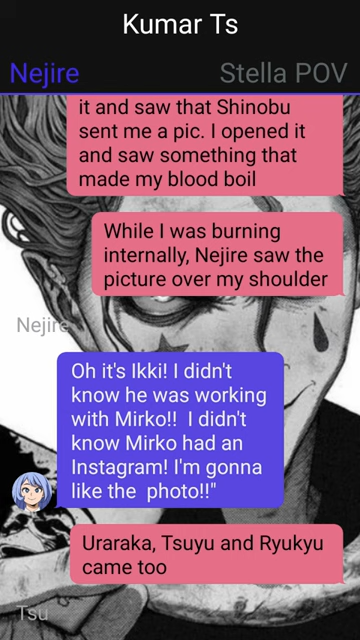 Kumar Ts
Nejire
Stella POV
it and saw that Shinobu
sent me a pic. I opened it
and saw something that
made my blood boil
While I was burning
internally, Nejire saw the
picture over my shoulder
Nejire
Oh it's Ikki! I didn't
know he was working
with Mirko!!  I didn't
know Mirko had an
Instagram! I'm gonna
like the  photo!!"
Uraraka, Tsuyu and Ryukyu
came too
Tsu